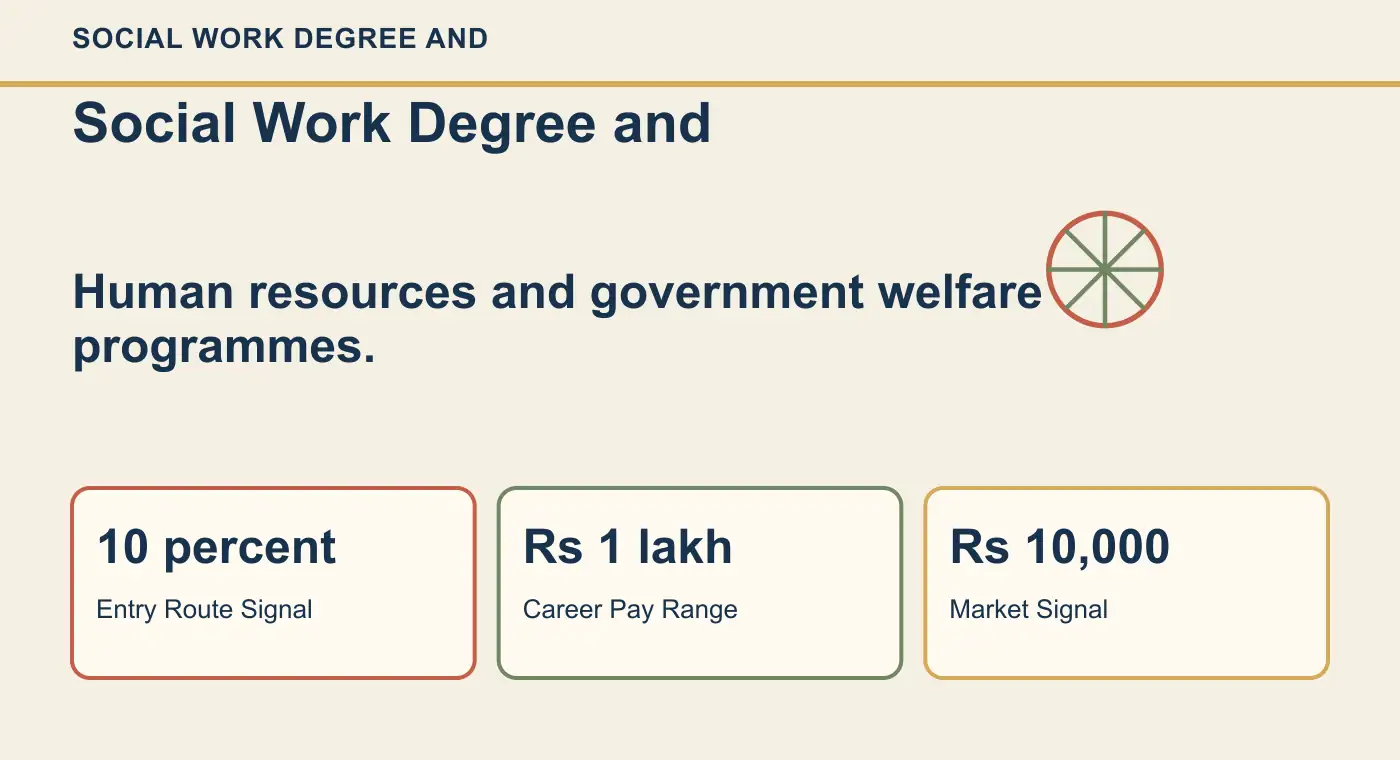 SOCIAL WORK DEGREE AND
Social Work Degree and
Human resources and government welfare
programmes.
10 percent
Entry Route Signal
Rs 1 lakh
Career Pay Range
Rs 10,000
Market Signal